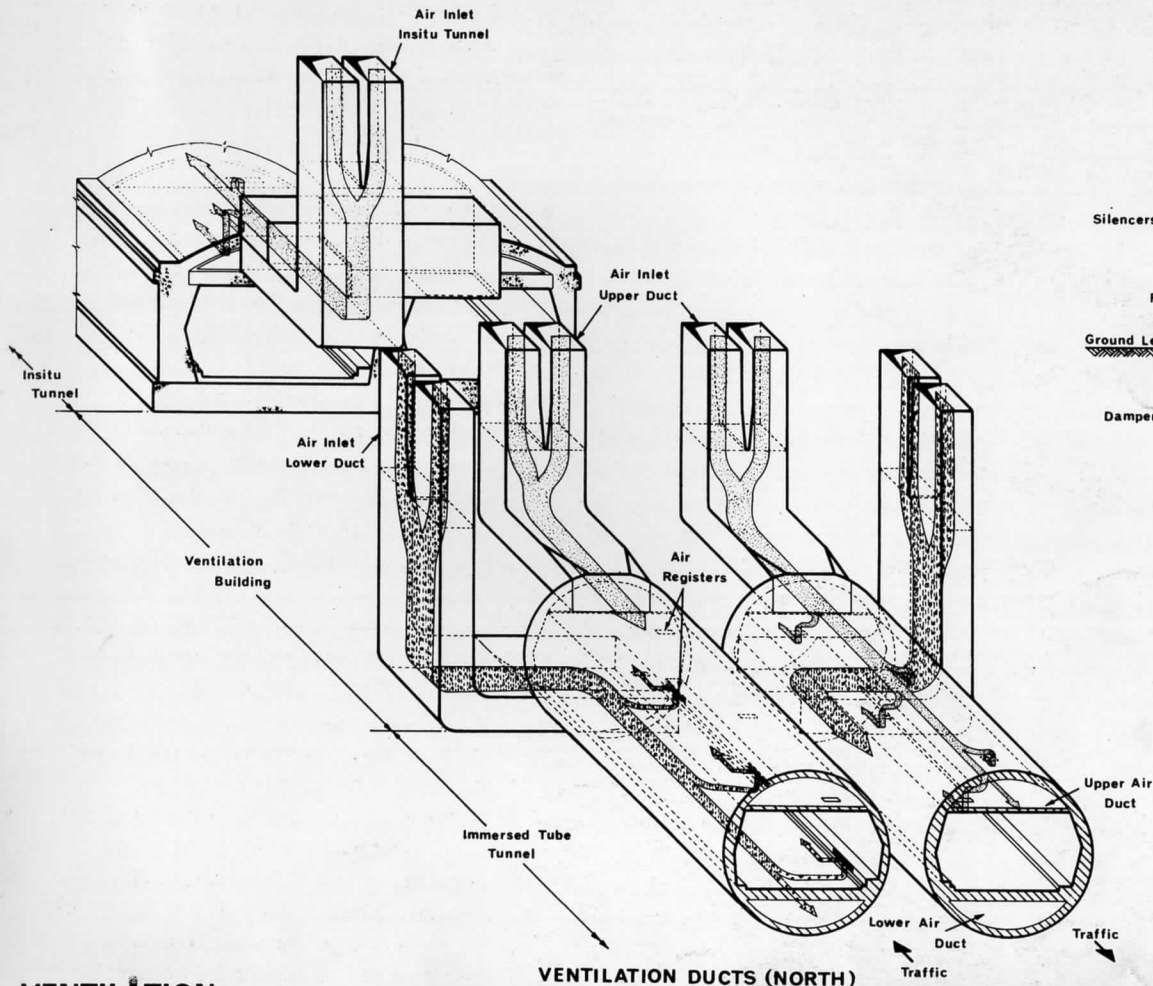 Air Inlet
Insitu Tunnel
Silencers
Air Inlet
Upper Duct
Insitu
Tunnel
Air Inlet
Lower Duct
Ventilation
Building
Air
Registers
Ground Le
Damper
Immersed Tube
Tunnel
Upper Air
Duct
Lower Air
Duct
Traffic
Traffic
VENTILATION DUCTS (NORTH)
VENTILATION